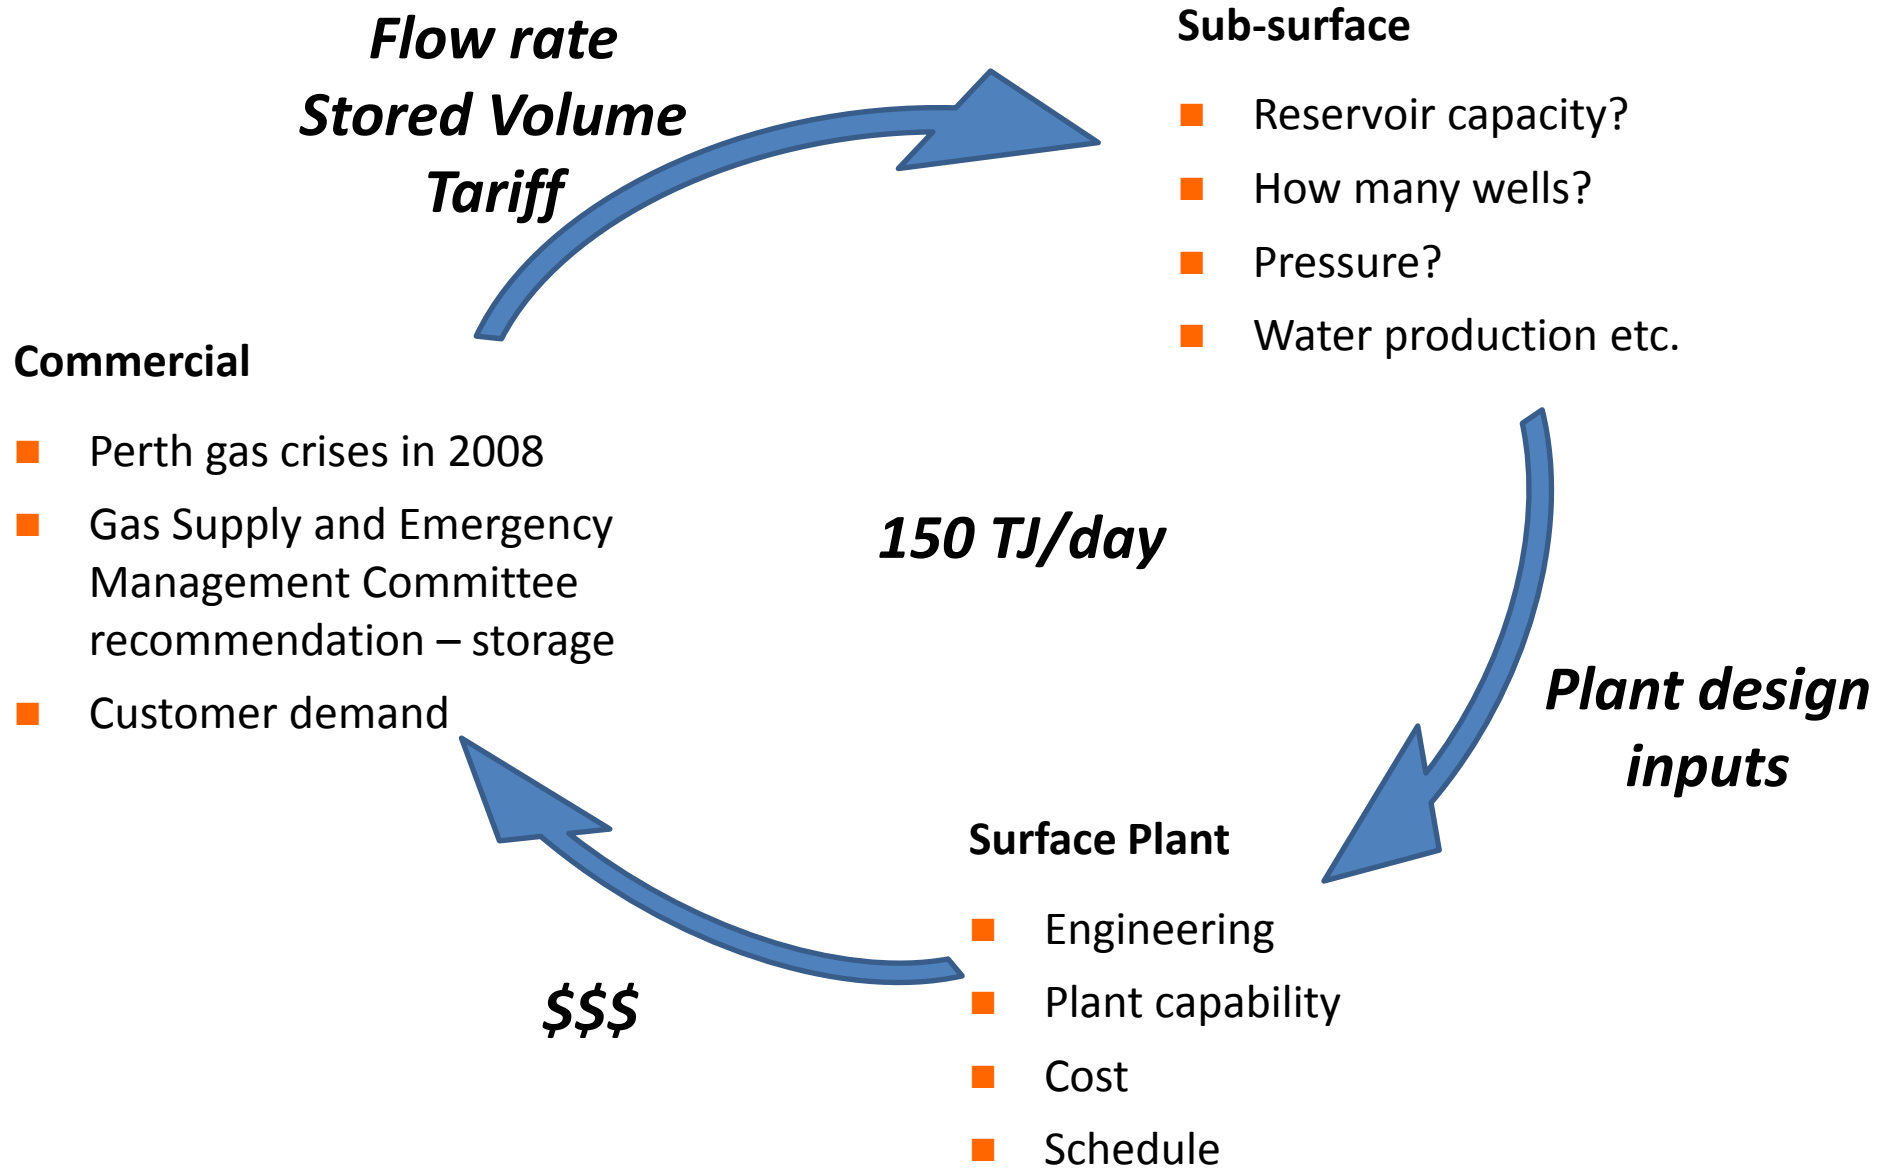 Flow rate
Stored Volume
Tariff
Sub-surface
Reservoir capacity?
How many wells?
Pressure?
Water production etc.
Commercial
Perth gas crises in 2008
Gas Supply and Emergency
Management Committee
recommendation – storage
Customer demand
150 TJ/day
Plant design
inputs
Surface Plant
Engineering
Plant capability
Cost
Schedule
$$$